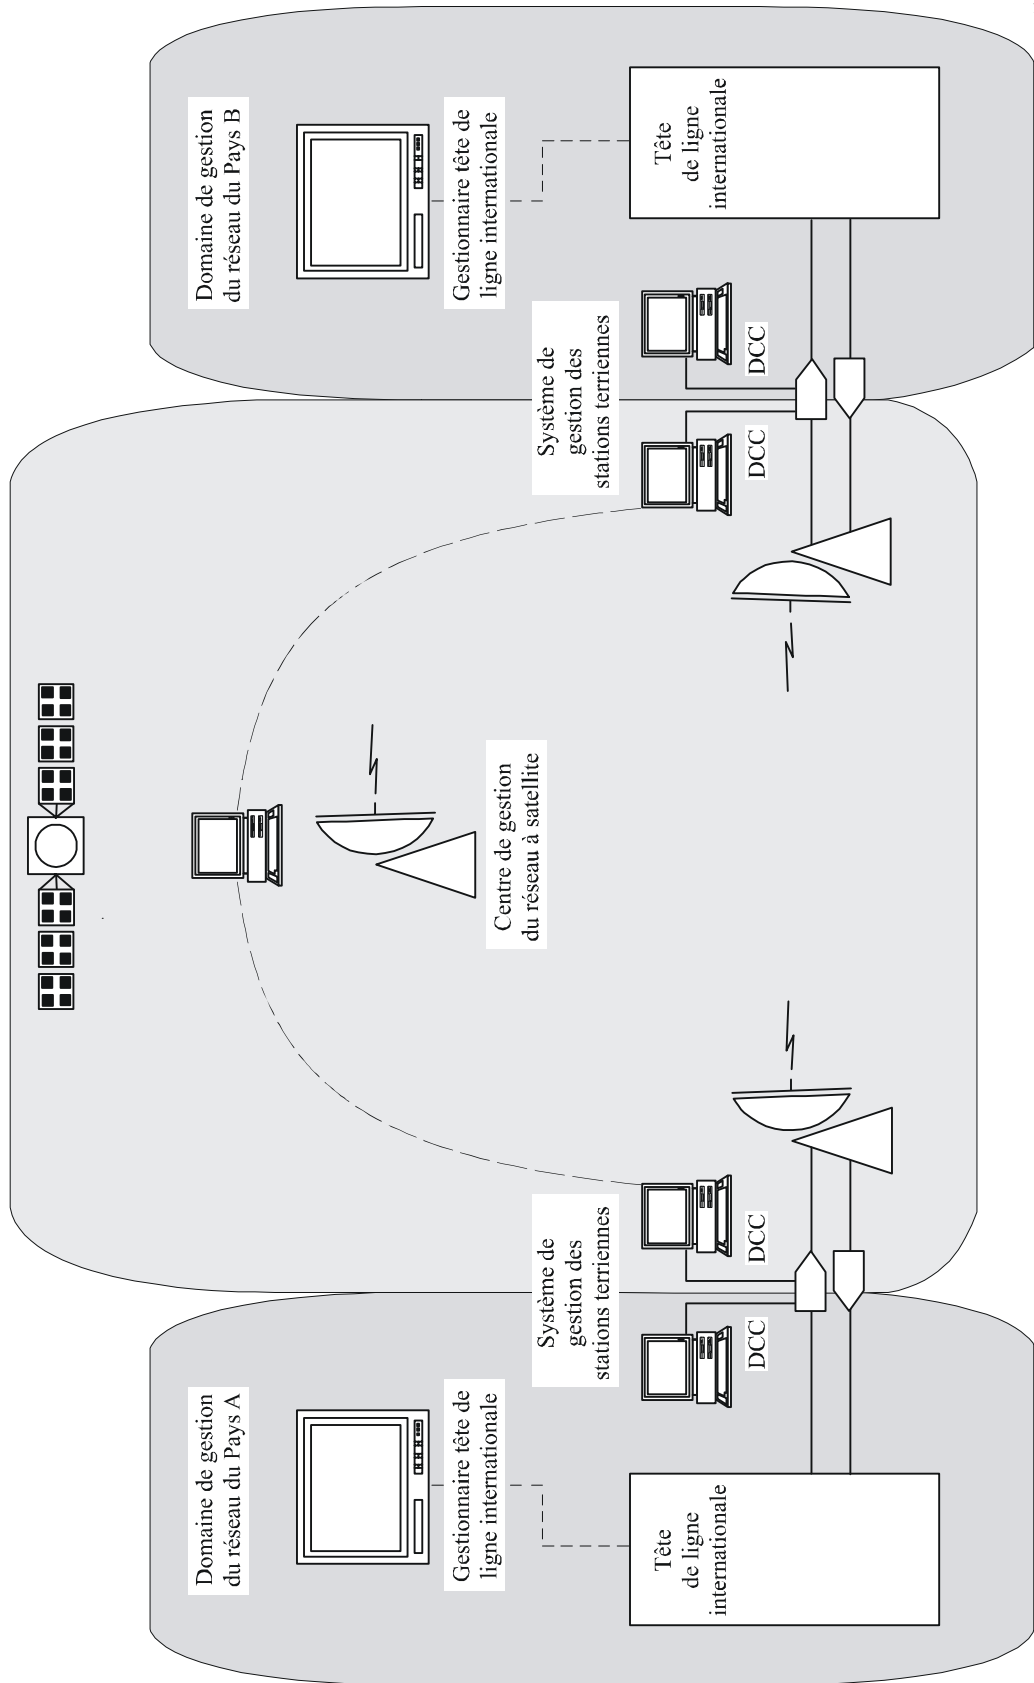 Domaine de gestion
du réseau du Pays A
Gestionnaire tête de
ligne internationale
Tête
de ligne
internationale
Système de
gestion des
stations terriennes
DCC
DCC
Centre de gestion
du réseau à satellite
Système de
gestion des
stations terriennes
DCC
DCC
Domaine de gestion
du réseau du Pays B
Gestionnaire tête de
ligne internationale
Tête
de ligne
internationale